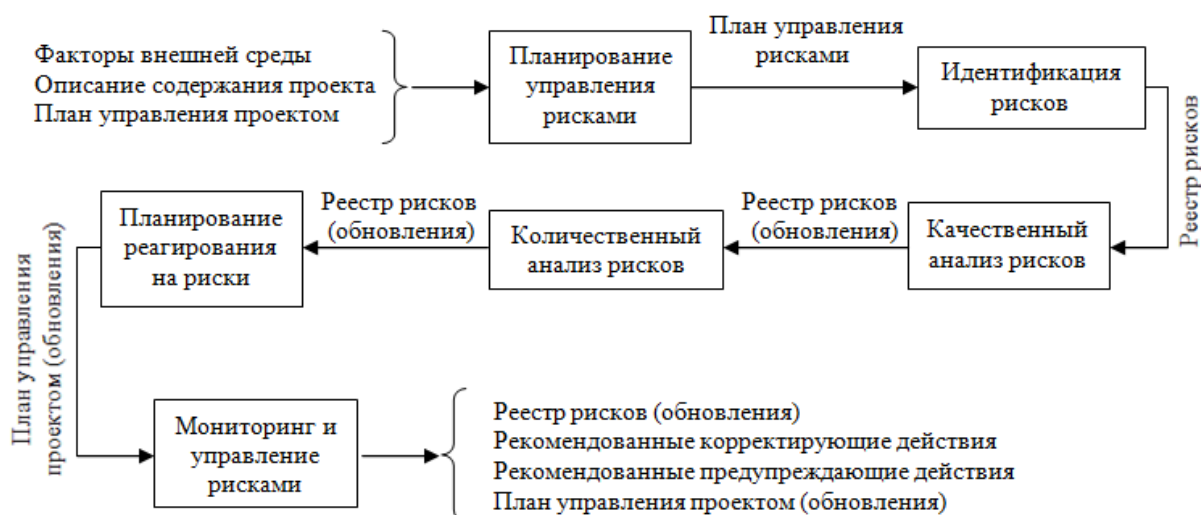 Факторы внешней среды
Описание содержания проекта
План управления проектом
Планирование
управления
рисками
План управления
рисками
Идентификация
рисков
Реестр рисков
Качественный
анализ рисков
Реестр рисков
(обновления)
Количественный
анализ рисков
Реестр рисков
(обновления)
Планирование
реагирования
на риски
План управления
проектом (обновления)
Мониторинг и
управление
рисками
Реестр рисков (обновления)
Рекомендованные корректирующие действия
Рекомендованные предупреждающие действия
План управления проектом (обновления)